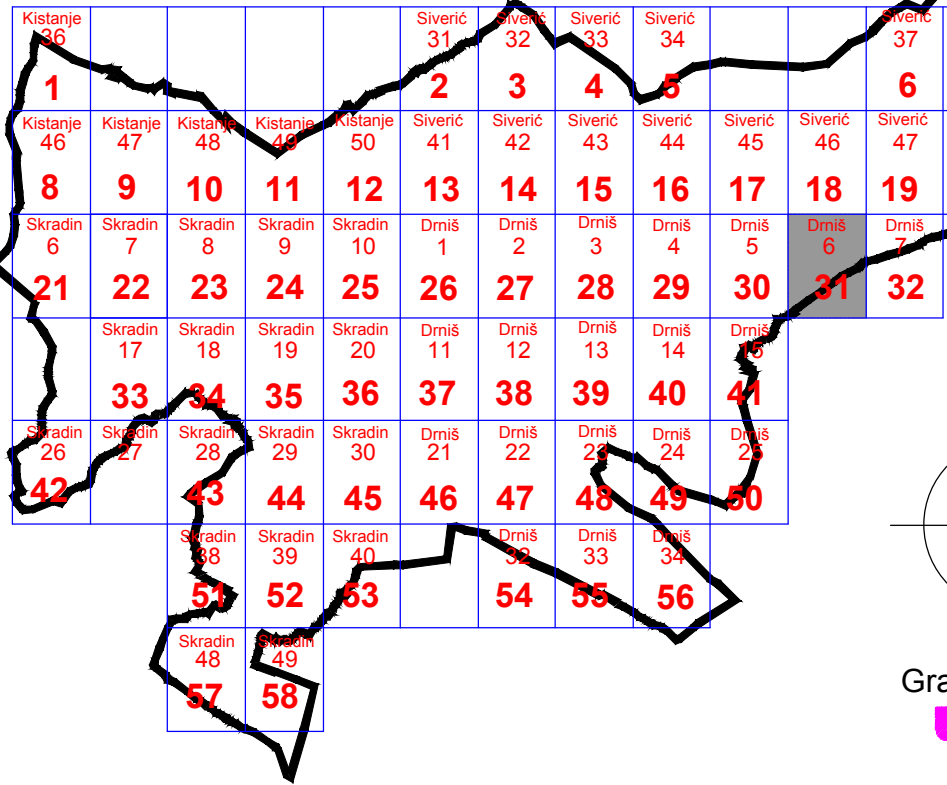 Kistanje Siverić Siverić Siverić Siverić Siverić
36 31 32 33 34 37
1 2 3 4 5 6
Kistanje Kistanje Kistanje Kistanje Kistanje Siverić Siverić Siverić Siverić Siverić Siverić Siverić
46 47 48 49 50 41 42 43 44 45 46 47
8 9 10 11 12 13 14 15 16 17 18 19
Skradin Skradin Skradin Skradin Skradin Drniš Drniš Drniš Drniš Drniš Drniš Drniš
6 7 8 9 10 1 2 3 4 5 6 7
21 22 23 24 25 26 27 28 29 30 31 32
Skradin Skradin Skradin Skradin Drniš Drniš Drniš Drniš Drniš
17 18 19 20 11 12 13 14 15
33 34 35 36 37 38 39 40 41
Skradin Skradin Skradin Skradin Skradin Drniš Drniš Drniš Drniš Drniš
26 27 28 29 30 21 22 23 24 25
42 43 44 45 46 47 48 49 50
Skradin Skradin Skradin Drniš Drniš Drniš
38 39 40 32 33 34
51 52 53 54 55 56
Skradin Skradin
48 49
57 58
Gra